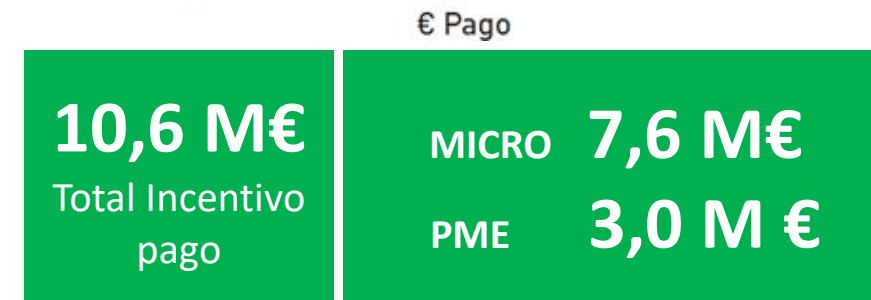 € Pago
10,6 M€
Total Incentivo
pago
MICRO 7,6 M€
PME 3,0 M €